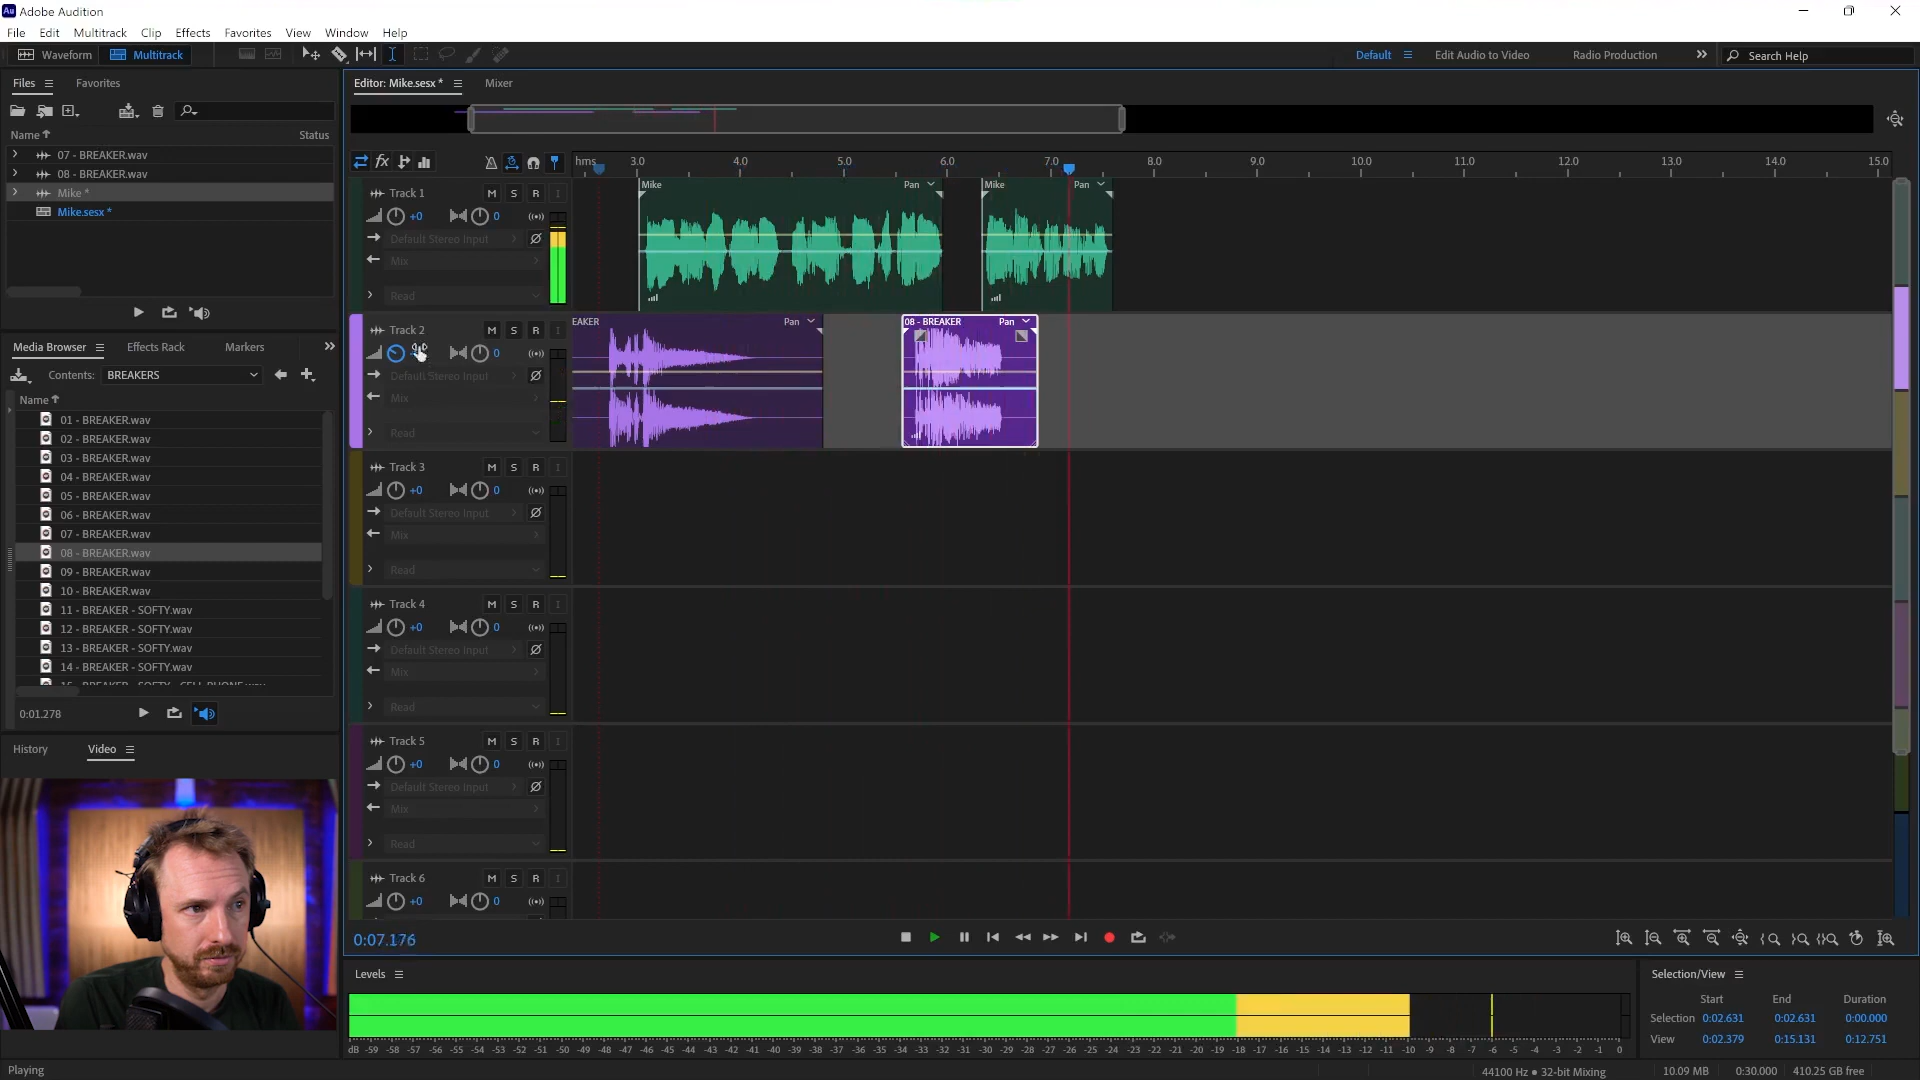 Au Adobe Audition
File Edit Multitrack Clip Effects Favorites View Window Help
Waveform Multitrack Default Edit Audio to Video Radio Production Search Help
Files Favorites
Name Status
07 - BREAKER.wav
08 - BREAKER.wav
Mike *
Mike.sesx *
Media Browser Effects Rack Markers
Contents: BREAKERS
Name
01 - BREAKER.wav
02 - BREAKER.wav
03 - BREAKER.wav
04 - BREAKER.wav
05 - BREAKER.wav
06 - BREAKER.wav
07 - BREAKER.wav
08 - BREAKER.wav
09 - BREAKER.wav
10 - BREAKER.wav
11 - BREAKER - SOFTY.wav
12 - BREAKER - SOFTY.wav
13 - BREAKER - SOFTY.wav
14 - BREAKER - SOFTY.wav
0:01.278
History Video
Editor: Mike.sesx * Mixer
fx hms 3.0 4.0 5.0 6.0 7.0 8.0 9.0 10.0 11.0 12.0 13.0 14.0 15.0
Track 1 M S R I
+0 0
Default Stereo Input
Mix
Read
Mike Pan Mike Pan
Track 2 M S R I
0
Default Stereo Input
Mix
Read
EAKER Pan 08 - BREAKER Pan
Track 3 M S R I
+0 0
Default Stereo Input
Mix
Read
Track 4 M S R I
+0 0
Default Stereo Input
Mix
Read
Track 5 M S R I
+0 0
Default Stereo Input
Mix
Read
Track 6 M S R I
+0 0
0:07.176
Levels
dB -59 -58 -57 -56 -55 -54 -53 -52 -51 -50 -49 -48 -47 -46 -45 -44 -43 -42 -41 -40 -39 -38 -37 -36 -35 -34 -33 -32 -31 -30 -29 -28 -27 -26 -25 -24 -23 -22 -21 -20 -19 -18 -17 -16 -15 -14 -13 -12 -11 -10 -9 -8 -7 -6 -5 -4 -3 -2 -1 0
Selection/View
Start End Duration
Selection 0:02.631 0:02.631 0:00.000
View 0:02.379 0:15.131 0:12.751
Playing 44100 Hz ● 32-bit Mixing 10.09 MB 0:30.000 410.25 GB free